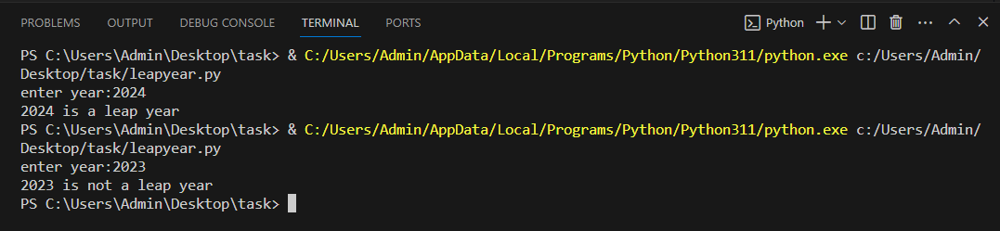 PROBLEMS OUTPUT DEBUG CONSOLE TERMINAL PORTS Python
PS C:\Users\Admin\Desktop\task> & C:/Users/Admin/AppData/Local/Programs/Python/Python311/python.exe c:/Users/Admin/
Desktop/task/leapyear.py
enter year:2024
2024 is a leap year
PS C:\Users\Admin\Desktop\task> & C:/Users/Admin/AppData/Local/Programs/Python/Python311/python.exe c:/Users/Admin/
Desktop/task/leapyear.py
enter year:2023
2023 is not a leap year
PS C:\Users\Admin\Desktop\task>